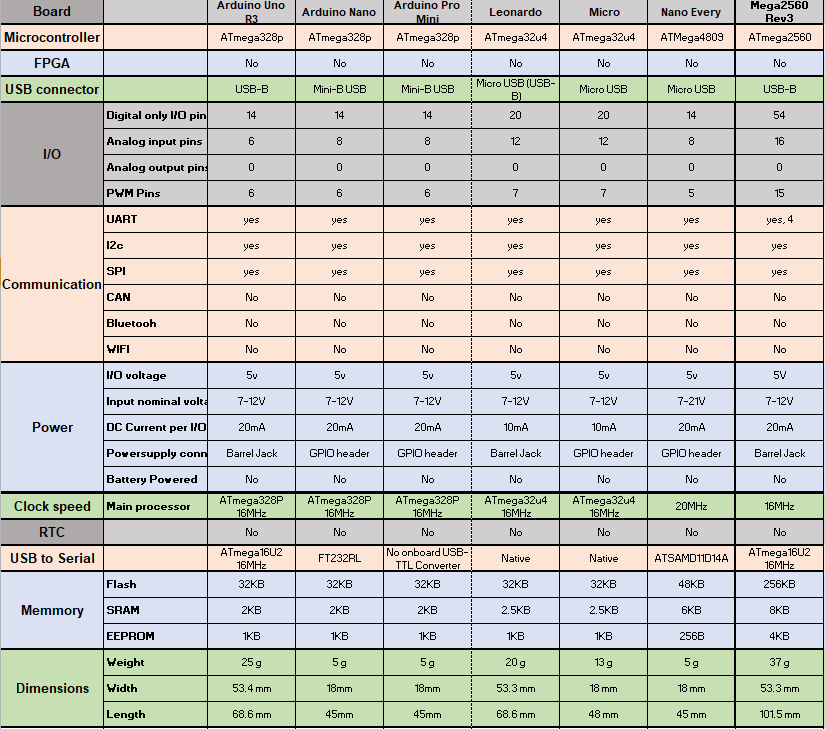 Board Arduino Uno R3 Arduino Nano Arduino Pro Mini Leonardo Micro Nano Every Mega2560 Rev3
Microcontroller ATmega328p ATmega328p ATmega328p ATmega32u4 ATmega32u4 ATMega4809 ATmega2560
FPGA No No No No No No No
USB connector USB-B Mini-B USB Mini-B USB Micro USB (USB-B) Micro USB Micro USB USB-B
I/O
Digital only I/O pin 14 14 14 20 20 14 54
Analog input pins 6 8 8 12 12 8 16
Analog output pins 0 0 0 0 0 0 0
PWM Pins 6 6 6 7 7 5 15
Communication
UART yes yes yes yes yes yes yes, 4
I2c yes yes yes yes yes yes yes
SPI yes yes yes yes yes yes yes
CAN No No No No No No No
Bluetooh No No No No No No No
WIFI No No No No No No No
Power
I/O voltage 5v 5v 5v 5v 5v 5v 5V
Input nominal volta 7-12V 7-12V 7-12V 7-12V 7-12V 7-21V 7-12V
DC Current per I/O 20mA 20mA 20mA 10mA 10mA 20mA 20mA
Powersupply conn Barrel Jack GPIO header GPIO header Barrel Jack GPIO header GPIO header Barrel Jack
Battery Powered No No No No No No No
Clock speed Main processor ATmega328P 16MHz ATmega328P 16MHz ATmega328P 16MHz ATmega32u4 16MHz ATmega32u4 16MHz 20MHz 16MHz
RTC No No No No No No No
USB to Serial ATmega16U2 16MHz FT232RL No onboard USB-TTL Converter Native Native ATSAMD11D14A ATmega16U2 16MHz
Memmory
Flash 32KB 32KB 32KB 32KB 32KB 48KB 256KB
SRAM 2KB 2KB 2KB 2.5KB 2.5KB 6KB 8KB
EEPROM 1KB 1KB 1KB 1KB 1KB 256B 4KB
Dimensions
Weight 25 g 5 g 5 g 20 g 13 g 5 g 37 g
Width 53.4 mm 18mm 18mm 53.3 mm 18 mm 18 mm 53.3 mm
Length 68.6 mm 45mm 45mm 68.6 mm 48 mm 45 mm 101.5 mm